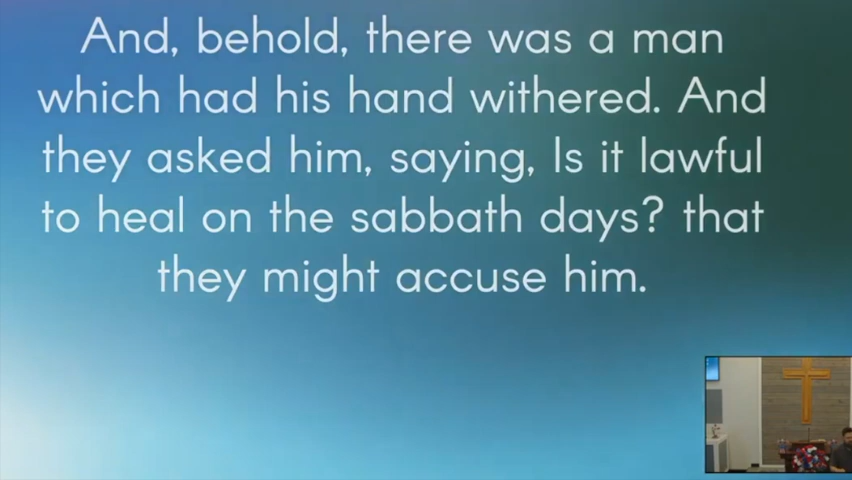 And, behold, there was a man
which had his hand withered. And
they asked him, saying, Is it lawful
to heal on the sabbath days? that
they might accuse him.